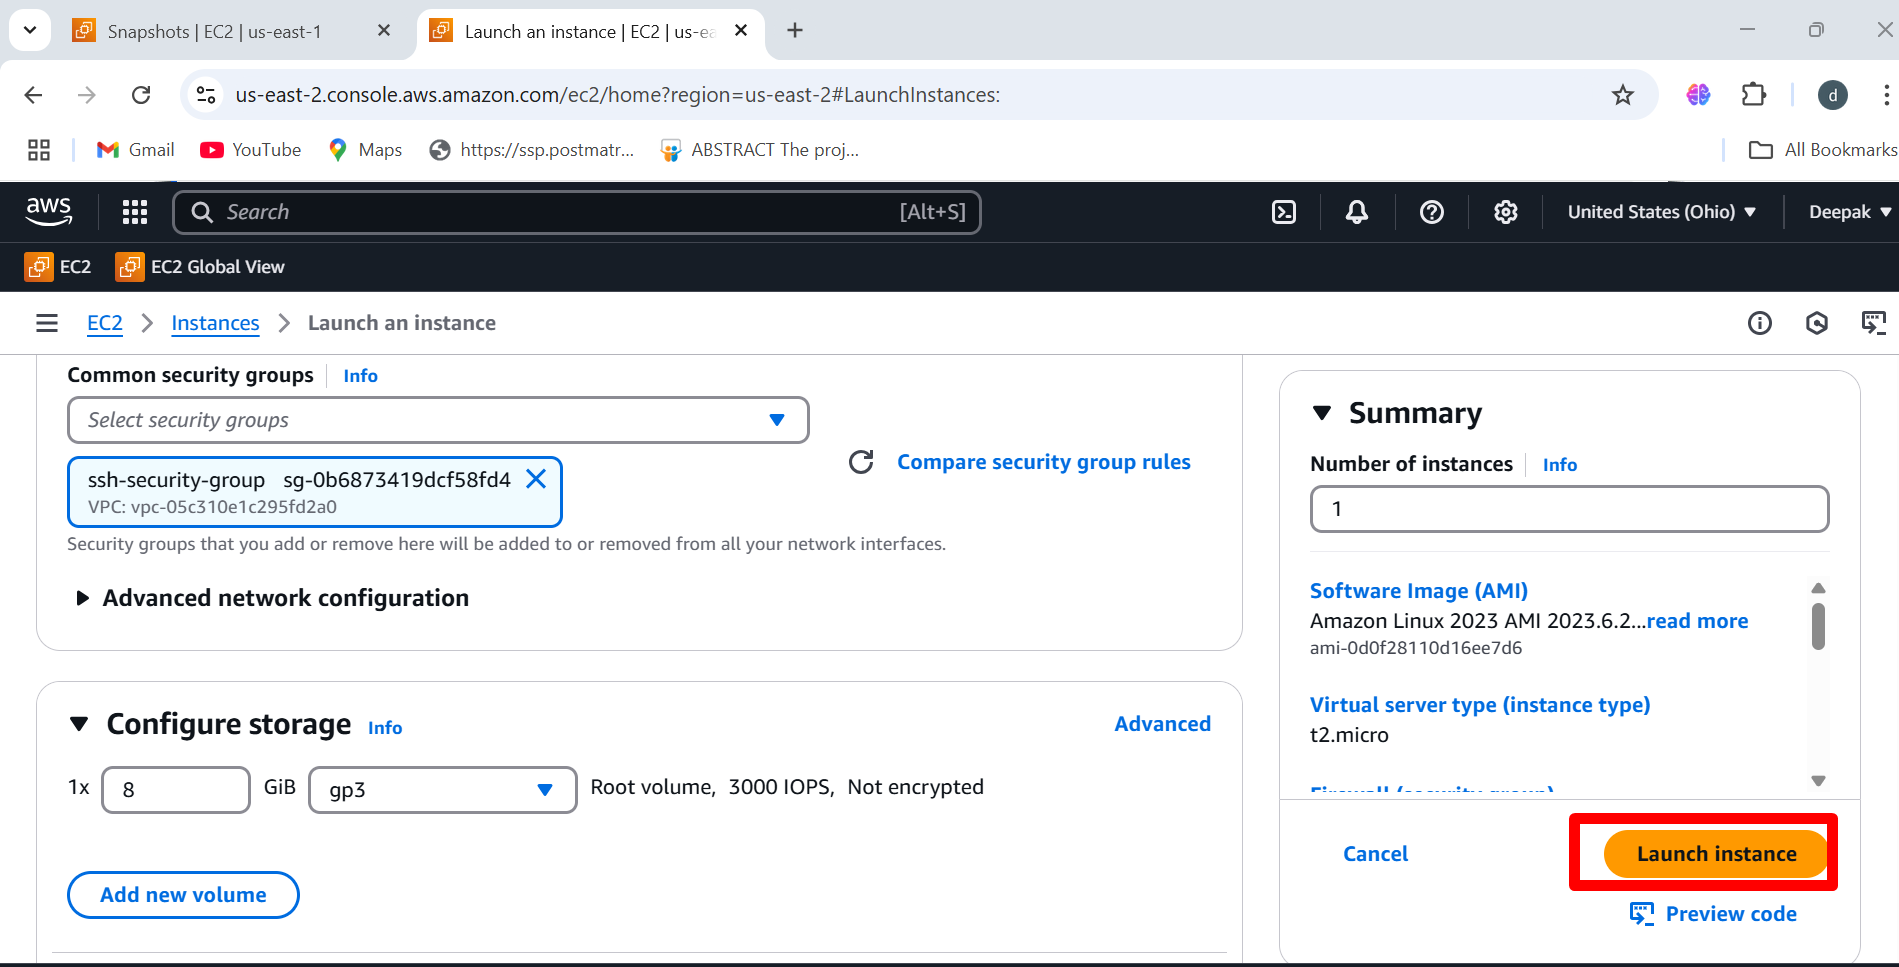 Snapshots | EC2 | us-east-1
Launch an instance | EC2 | us-ea
us-east-2.console.aws.amazon.com/ec2/home?region=us-east-2#LaunchInstances:
d
Gmail
YouTube
Maps
https://ssp.postmatr...
ABSTRACT The proj...
All Bookmarks
aws
Search
[Alt+S]
United States (Ohio)
Deepak
EC2
EC2 Global View
EC2
Instances
Launch an instance
Common security groups
Info
Select security groups
ssh-security-group sg-0b6873419dcf58fd4
VPC: vpc-05c310e1c295fd2a0
Compare security group rules
Security groups that you add or remove here will be added to or removed from all your network interfaces.
Advanced network configuration
Configure storage
Info
Advanced
1x
8
GiB
gp3
Root volume, 3000 IOPS, Not encrypted
Add new volume
Summary
Number of instances
Info
1
Software Image (AMI)
Amazon Linux 2023 AMI 2023.6.2...read more
ami-0d0f28110d16ee7d6
Virtual server type (instance type)
t2.micro
Firewall (security group)
Cancel
Launch instance
Preview code